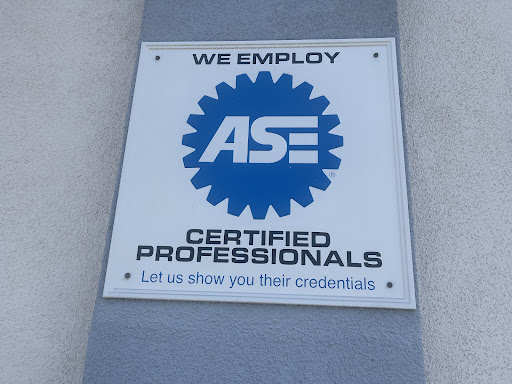 WE EMPLOY
ASE
®
CERTIFIED
PROFESSIONALS
Let us show you their credentials